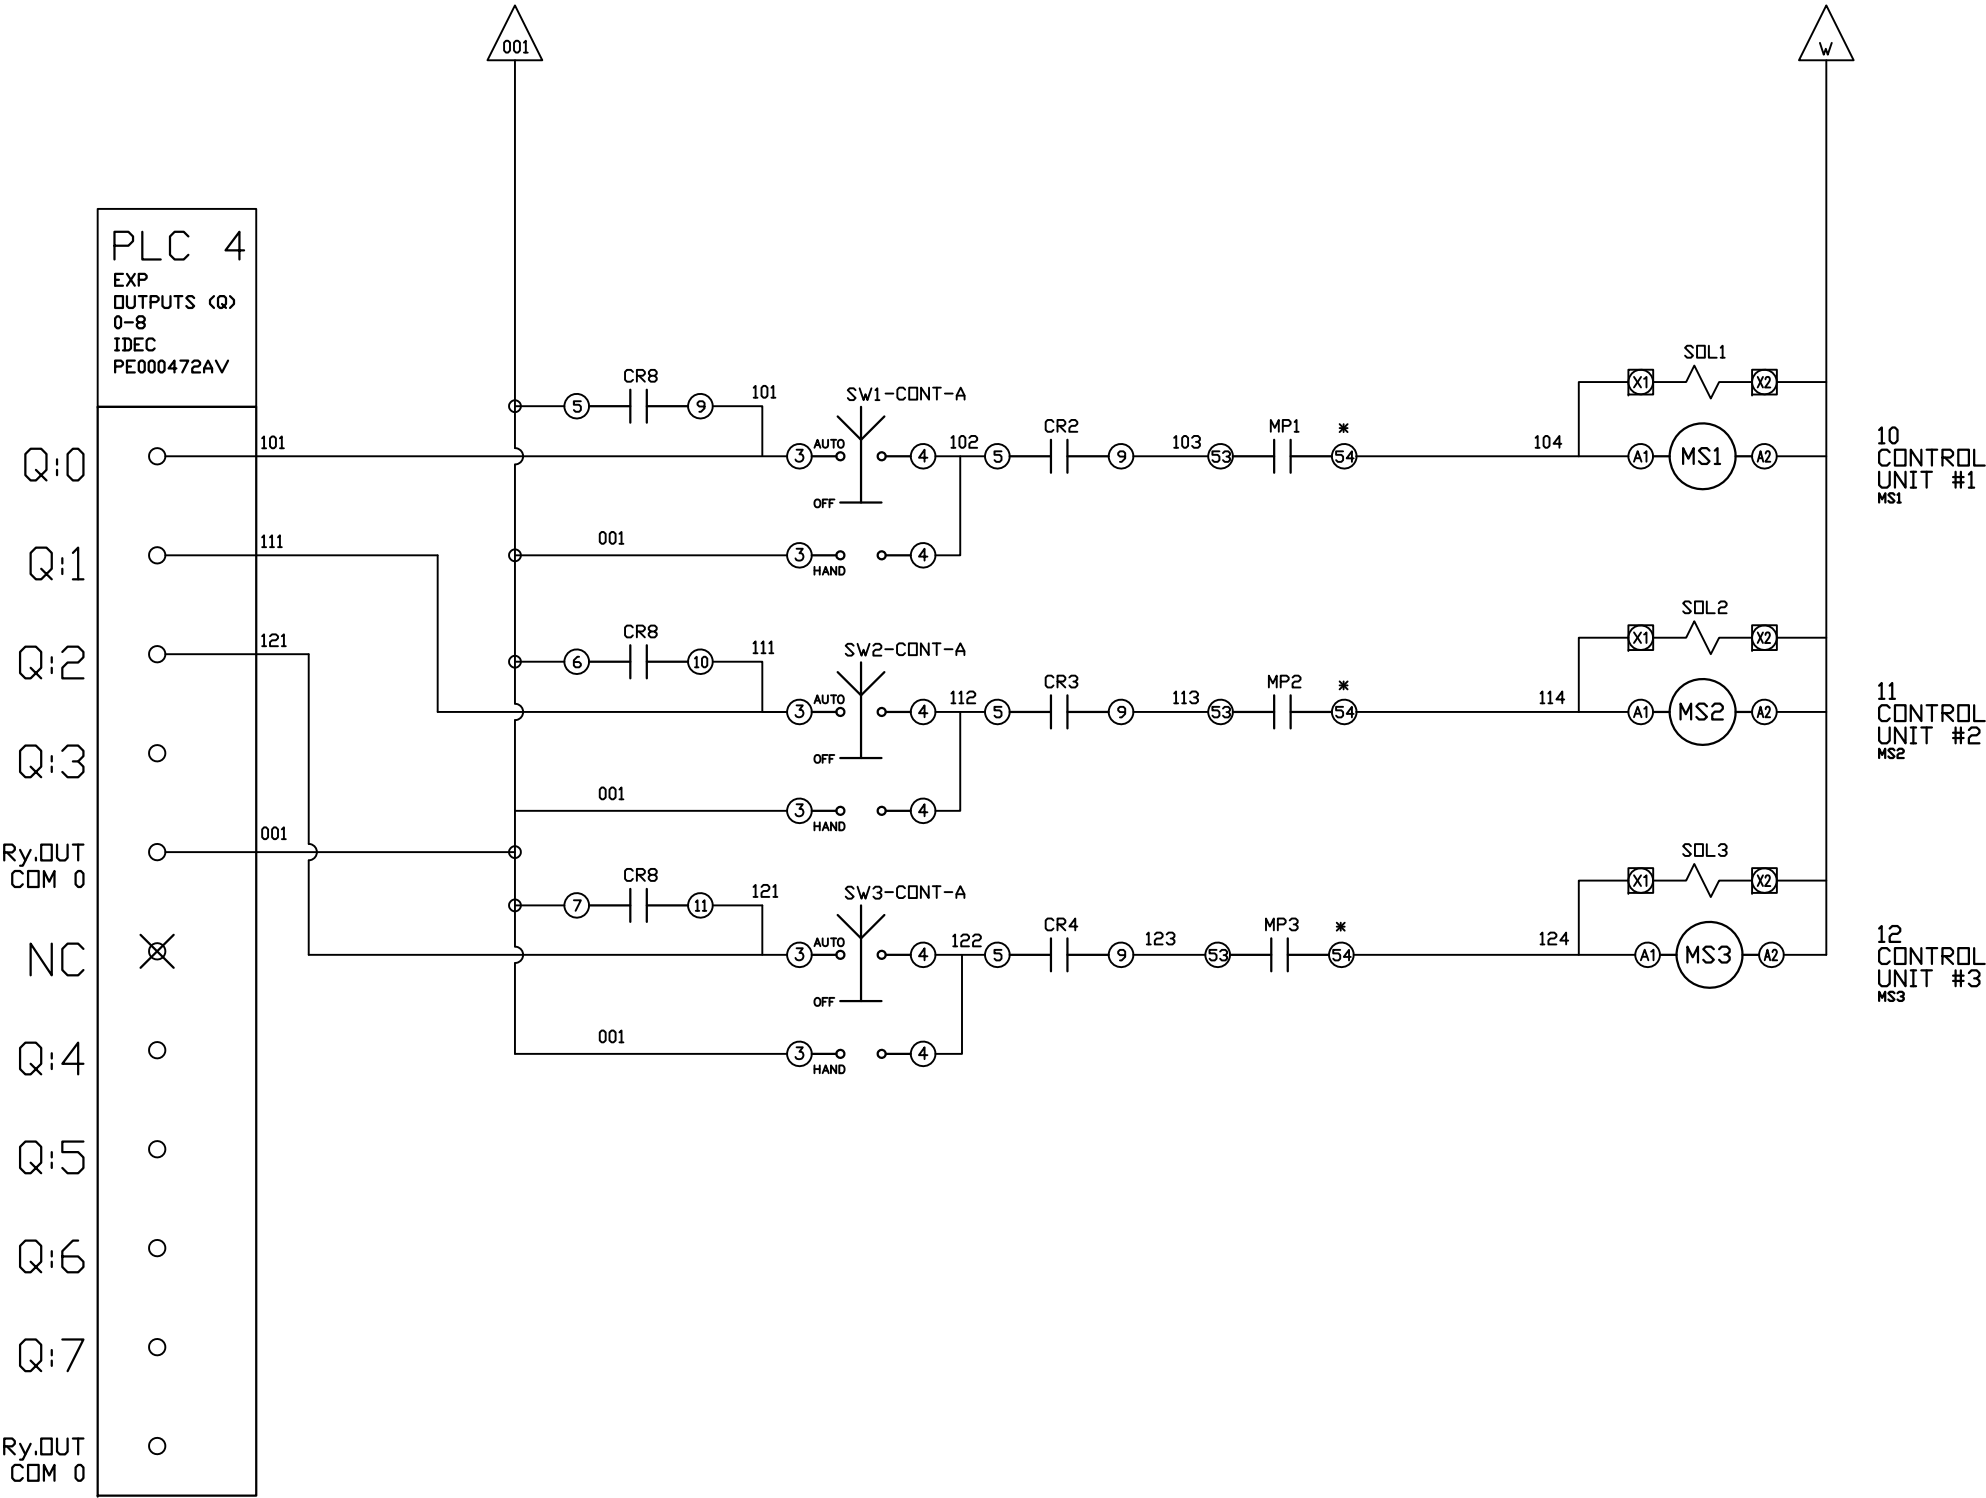 001
W
PLC 4
EXP
OUTPUTS (Q)
0-8
IDEC
PE000472AV
CR8
5
9
101
SW1-CONT-A
SOL1
X1
X2
Q:0
101
3
AUTO
4
102
5
CR2
9
103
53
MP1
*
54
104
A1
MS1
A2
10
CONTROL
UNIT #1
MS1
OFF
Q:1
111
001
3
HAND
4
CR8
6
10
111
SW2-CONT-A
SOL2
X1
X2
Q:2
121
3
AUTO
4
112
5
CR3
9
113
53
MP2
*
54
114
A1
MS2
A2
11
CONTROL
UNIT #2
MS2
OFF
Q:3
001
3
HAND
4
Ry.OUT
COM 0
001
CR8
7
11
121
SW3-CONT-A
SOL3
X1
X2
NC
3
AUTO
4
122
5
CR4
9
123
53
MP3
*
54
124
A1
MS3
A2
12
CONTROL
UNIT #3
MS3
OFF
Q:4
001
3
HAND
4
Q:5
Q:6
Q:7
Ry.OUT
COM 0